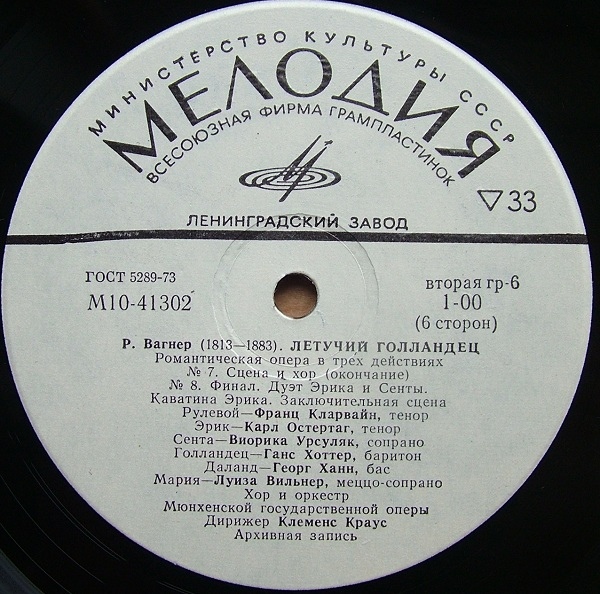 МИНИСТЕРСТВО КУЛЬТУРЫ СССР
МЕЛОДИЯ
ВСЕСОЮЗНАЯ ФИРМА ГРАМПЛАСТИНОК
▽ 33
ЛЕНИНГРАДСКИЙ ЗАВОД
ГОСТ 5289-73
М10-41302
вторая гр-6
1-00
(6 сторон)
Р. Вагнер (1813—1883). ЛЕТУЧИЙ ГОЛЛАНДЕЦ
Романтическая опера в трех действиях
№ 7. Сцена и хор (окончание)
№ 8. Финал. Дуэт Эрика и Сенты.
Каватина Эрика. Заключительная сцена
Рулевой—Франц Кларвайн, тенор
Эрик—Карл Остертаг, тенор
Сента—Виорика Урсуляк, сопрано
Голландец—Ганс Хоттер, баритон
Даланд—Георг Ханн, бас
Мария—Луиза Вильнер, меццо-сопрано
Хор и оркестр
Мюнхенской государственной оперы
Дирижер Клеменс Краус
Архивная запись